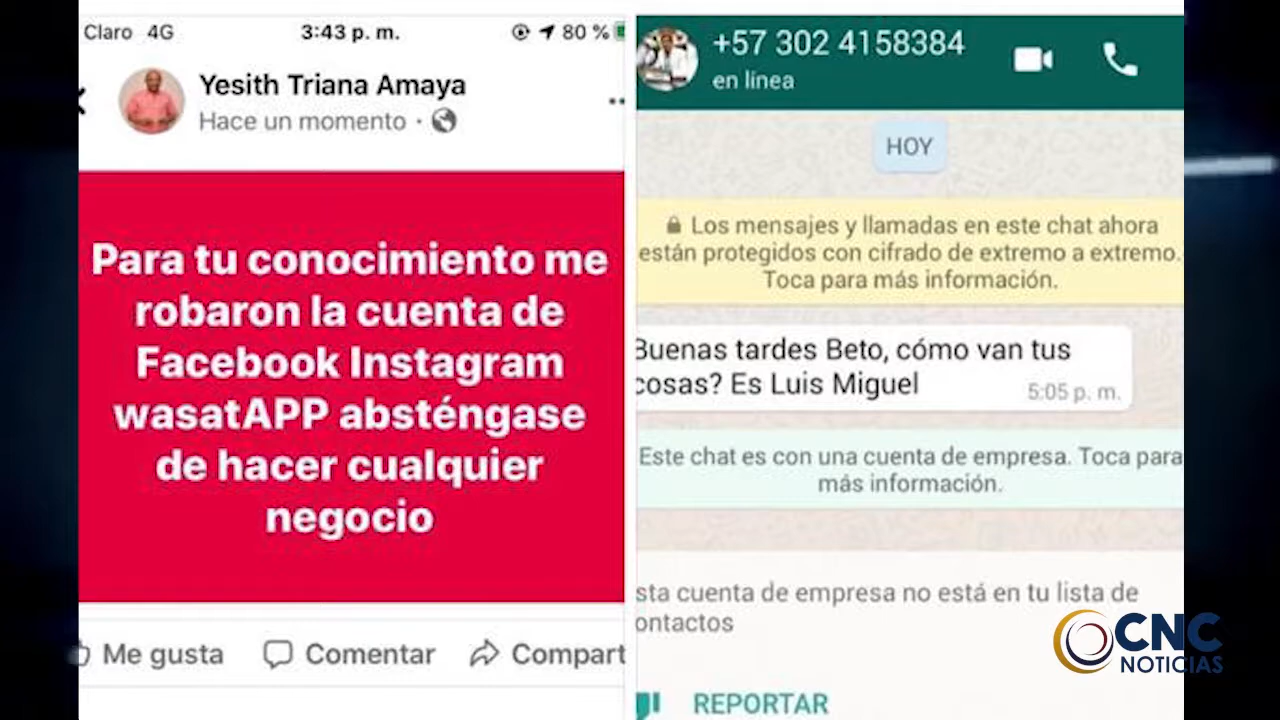 Claro 4G 3:43 p. m. 80 %
Yesith Triana Amaya
Hace un momento ·
Para tu conocimiento me
robaron la cuenta de
Facebook Instagram
wasatAPP absténgase
de hacer cualquier
negocio
Me gusta Comentar Compart
+57 302 4158384
en línea
HOY
Los mensajes y llamadas en este chat ahora
están protegidos con cifrado de extremo a extremo.
Toca para más información.
Buenas tardes Beto, cómo van tus
cosas? Es Luis Miguel
5:05 p. m.
Este chat es con una cuenta de empresa. Toca para
más información.
sta cuenta de empresa no está en tu lista de
ontactos
REPORTAR
CNC
NOTICIAS